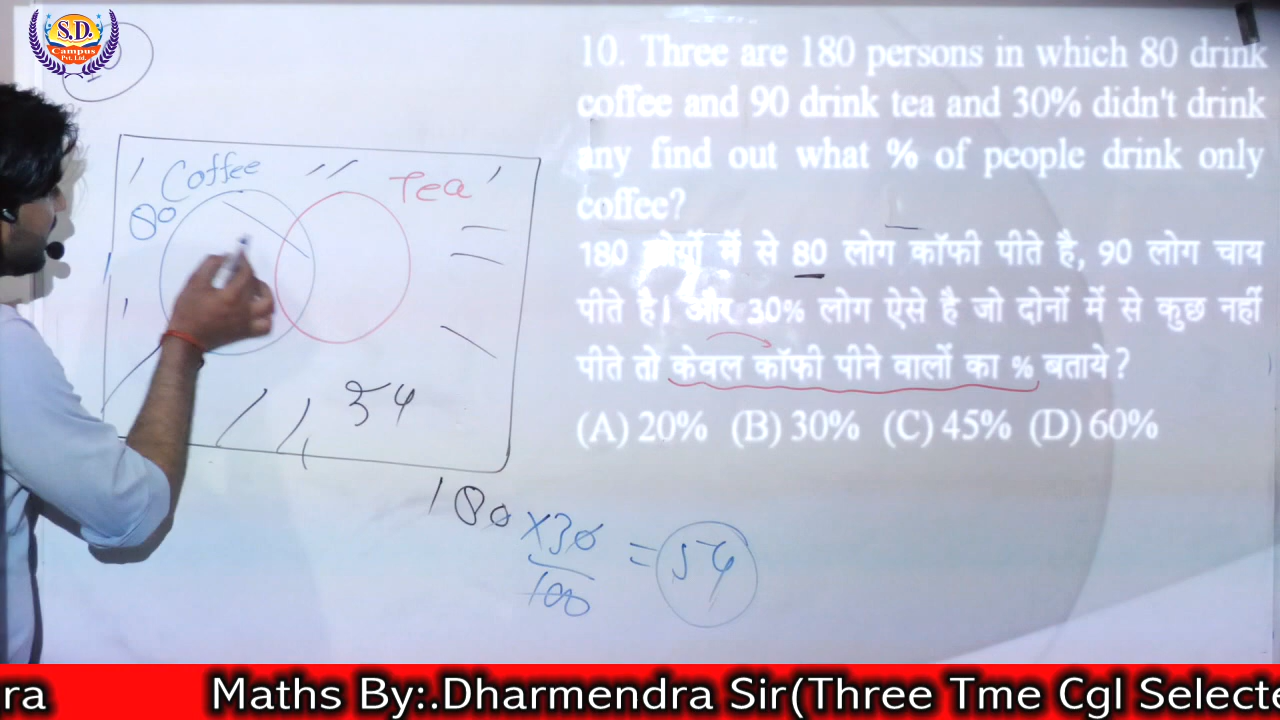 S.D.
Campus
Pvt. Ltd.
10. Three are 180 persons in which 80 drink
coffee and 90 drink tea and 30% didn't drink
any find out what % of people drink only
coffee?
180 लोगों में से 80 लोग कॉफी पीते है, 90 लोग चाय
पीते है। और 30% लोग ऐसे है जो दोनों में से कुछ नहीं
पीते तो केवल कॉफी पीने वालों का % बताये?
(A) 20% (B) 30% (C) 45% (D) 60%
Coffee
Tea
80
54
180 ×30 = 54
100
ra Maths By:.Dharmendra Sir(Three Tme Cgl Selecte